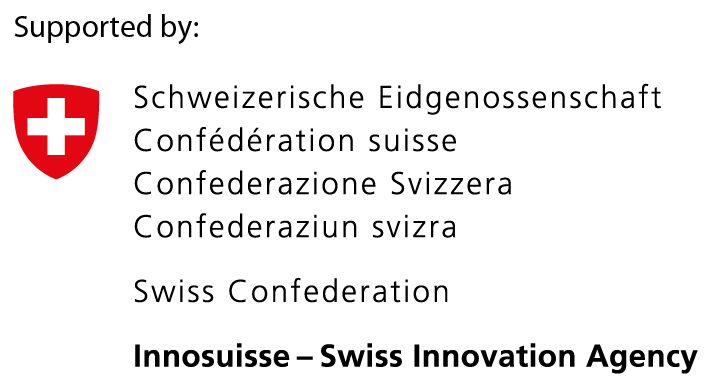 Supported by:
Schweizerische Eidgenossenschaft
Confédération suisse
Confederazione Svizzera
Confederaziun svizra
Swiss Confederation
Innosuisse – Swiss Innovation Agency